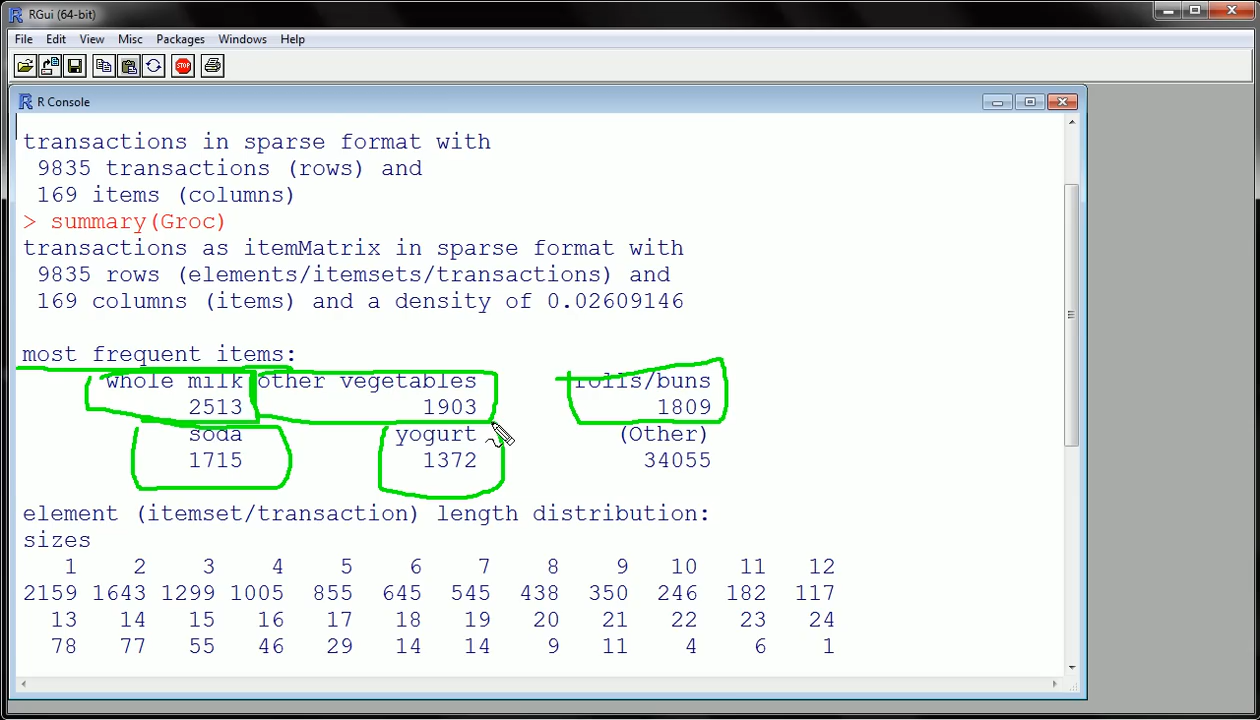 RGui (64-bit)
File Edit View Misc Packages Windows Help
STOP
R Console
transactions in sparse format with
9835 transactions (rows) and
169 items (columns)
> summary(Groc)
transactions as itemMatrix in sparse format with
9835 rows (elements/itemsets/transactions) and
169 columns (items) and a density of 0.02609146
most frequent items:
whole milk other vegetables rolls/buns
2513 1903 1809
soda yogurt (Other)
1715 1372 34055
element (itemset/transaction) length distribution:
sizes
1 2 3 4 5 6 7 8 9 10 11 12
2159 1643 1299 1005 855 645 545 438 350 246 182 117
13 14 15 16 17 18 19 20 21 22 23 24
78 77 55 46 29 14 14 9 11 4 6 1